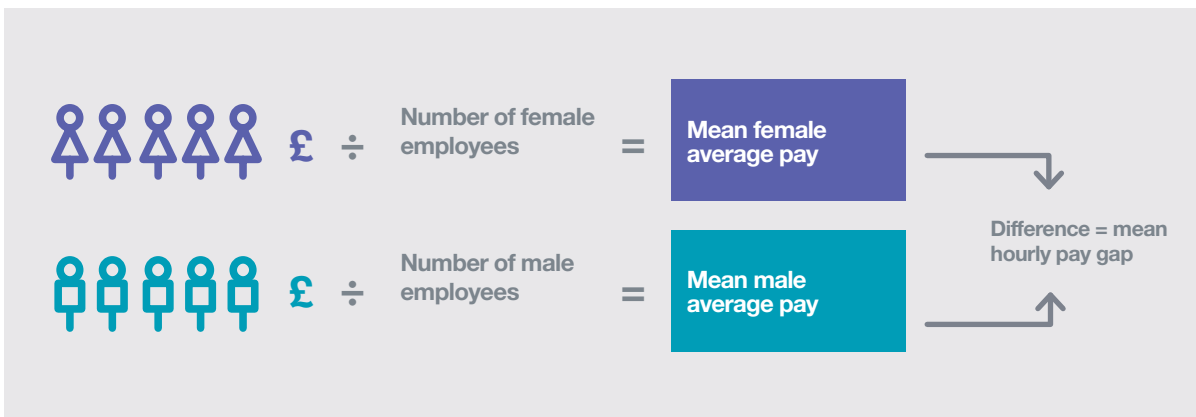 £ ÷ Number of female
employees = Mean female
average pay
£ ÷ Number of male
employees = Mean male
average pay
Difference = mean
hourly pay gap